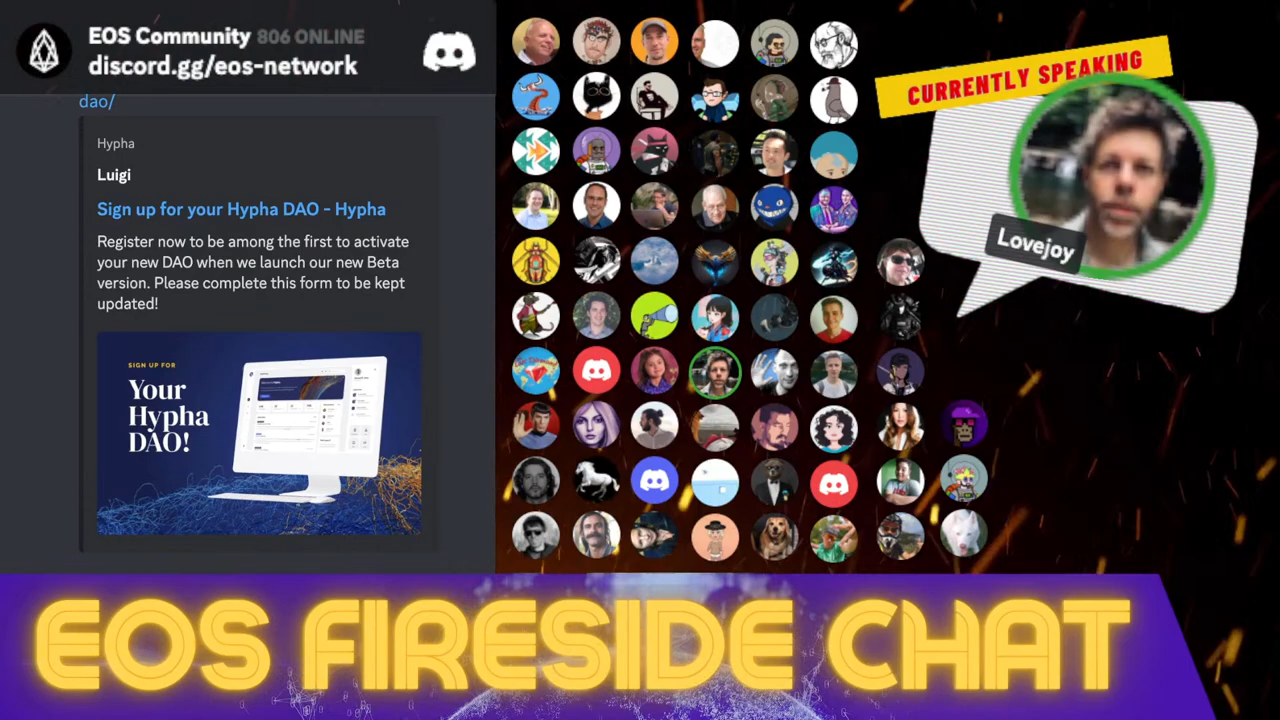 EOS Community 806 ONLINE
discord.gg/eos-network
dao/
Hypha
Luigi
Sign up for your Hypha DAO - Hypha
Register now to be among the first to activate
your new DAO when we launch our new Beta
version. Please complete this form to be kept
updated!
SIGN UP FOR
Your
Hypha
DAO!
CURRENTLY SPEAKING
Lovejoy
EOS FIRESIDE CHAT